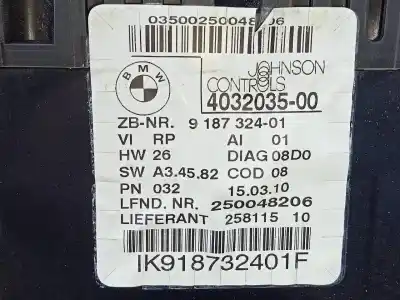 03500250048206
BMW
JOHNSON
CONTROLS
4032035-00
ZB-NR. 9 187 324-01
VI RP AI 01
HW 26 DIAG 08D0
SW A3.45.82 COD 08
PN 032 15.03.10
LFND. NR. 250048206
LIEFERANT 258115 10
IK918732401F